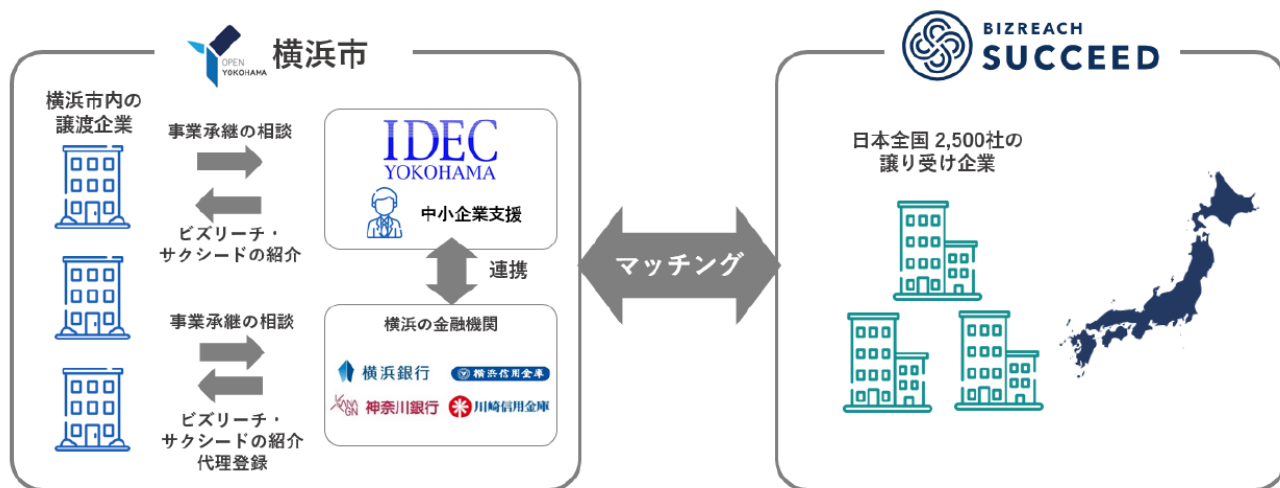 OPEN
YOKOHAMA
横浜市
横浜市内の
譲渡企業
事業承継の相談
ビズリーチ・
サクシードの紹介
事業承継の相談
ビズリーチ・
サクシードの紹介
代理登録
IDEC
YOKOHAMA
中小企業支援
連携
横浜の金融機関
横浜銀行
横浜信用金庫
KANAGN
神奈川銀行
川崎信用金庫
マッチング
BIZREACH
SUCCEED
日本全国 2,500社の
譲り受け企業